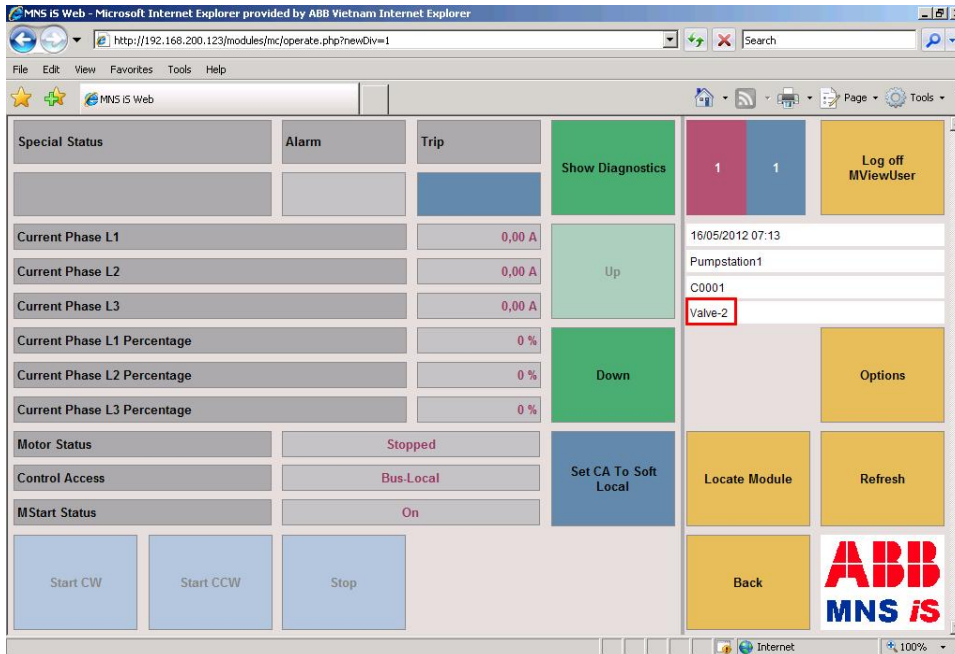 MNS iS Web - Microsoft Internet Explorer provided by ABB Vietnam Internet Explorer
http://192.168.200.123/modules/mc/operate.php?newDiv=1
Search
File Edit View Favorites Tools Help
MNS iS Web
Page Tools
Special Status
Alarm
Trip
Show Diagnostics
1
1
Log off
MViewUser
Current Phase L1
0,00 A
Current Phase L2
0,00 A
Current Phase L3
0,00 A
Up
16/05/2012 07:13
Pumpstation1
C0001
Valve-2
Current Phase L1 Percentage
0 %
Current Phase L2 Percentage
0 %
Current Phase L3 Percentage
0 %
Down
Options
Motor Status
Stopped
Control Access
Bus-Local
MStart Status
On
Set CA To Soft
Local
Locate Module
Refresh
Start CW
Start CCW
Stop
Back
ABB
MNS iS
Internet
100%